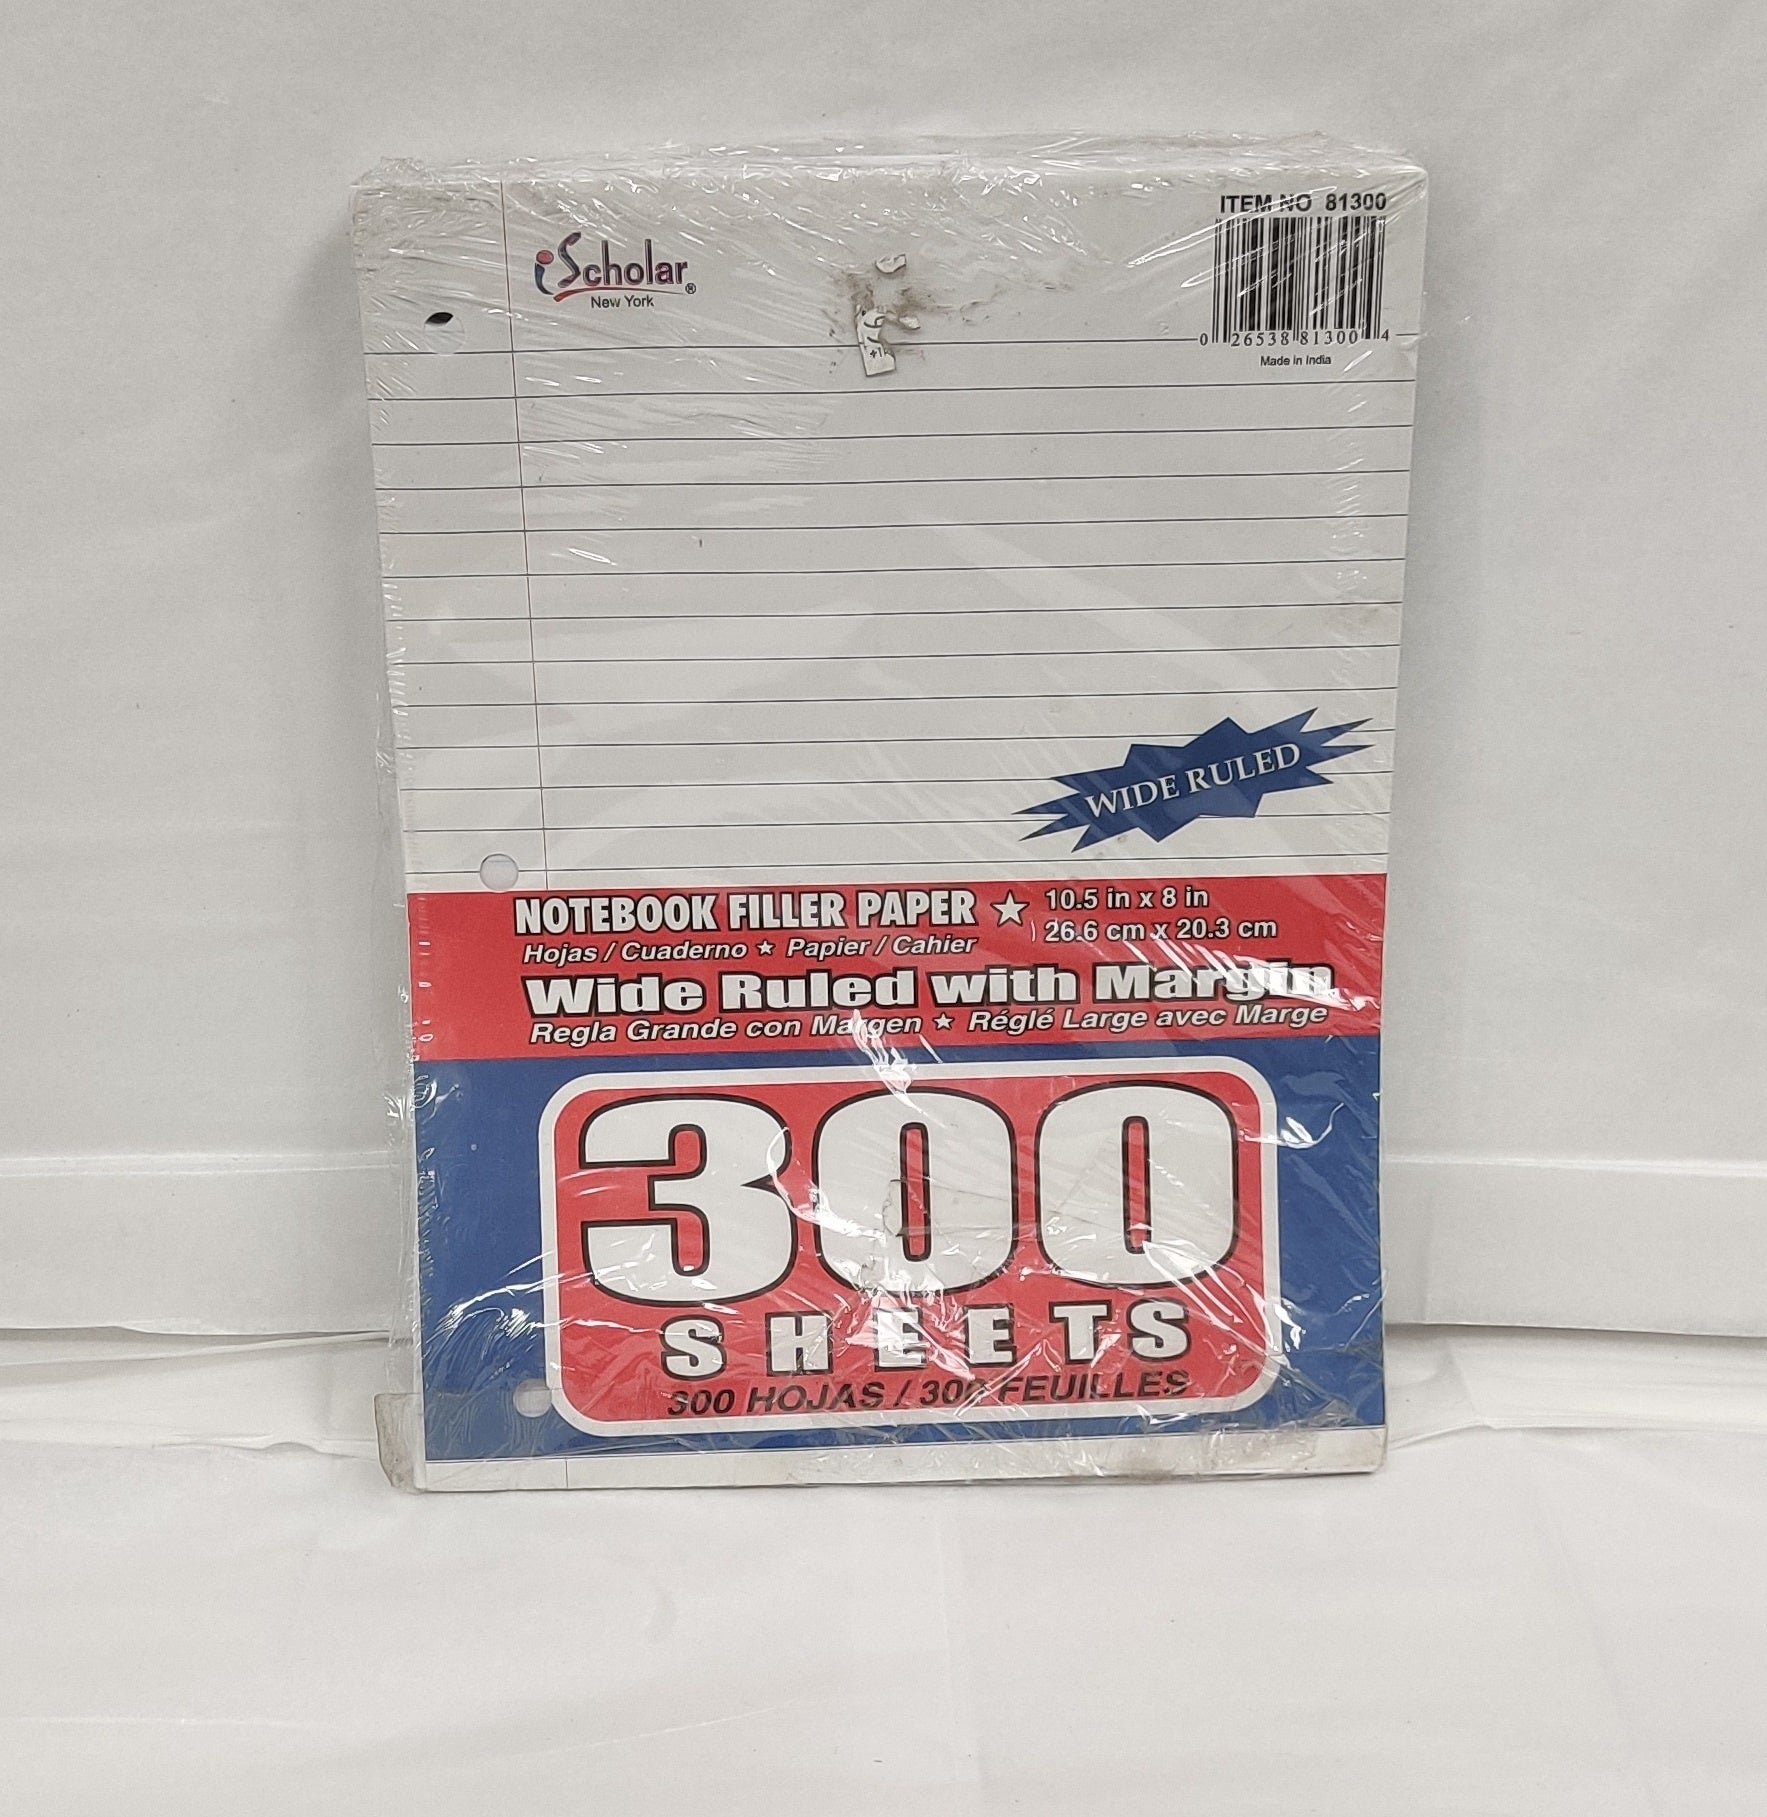 ITEM NO 81300
iScholar®
New York
0 26538 81300 4
Made in India
WIDE RULED
NOTEBOOK FILLER PAPER ★ 10.5 in x 8 in
Hojas / Cuaderno ★ Papier / Cahier 26.6 cm x 20.3 cm
Wide Ruled with Margin
Regla Grande con Margen ★ Réglé Large avec Marge
300
SHEETS
300 HOJAS / 300 FEUILLES